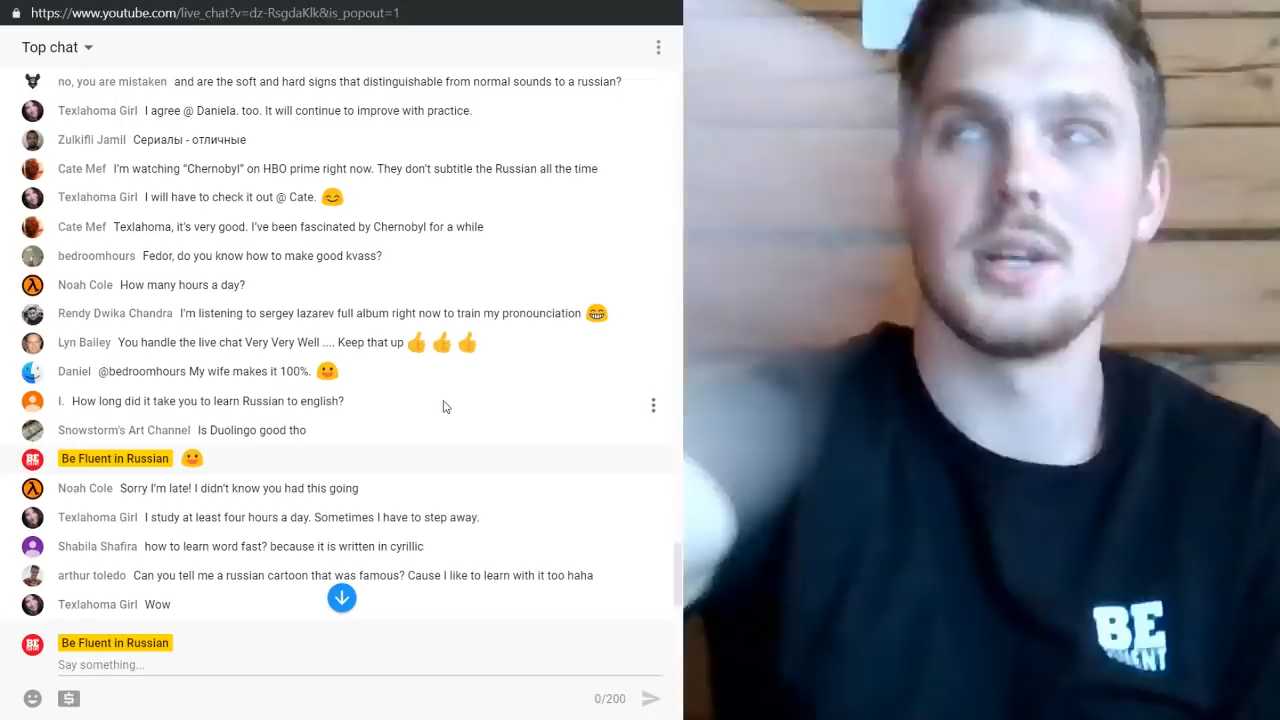 https://www.youtube.com/live_chat?v=dz-RsgdaKlk&is_popout=1
Top chat
no, you are mistaken and are the soft and hard signs that distinguishable from normal sounds to a russian?
Texlahoma Girl I agree @ Daniela. too. It will continue to improve with practice.
Zulkifli Jamil Сериалы - отличные
Cate Mef I'm watching “Chernobyl” on HBO prime right now. They don't subtitle the Russian all the time
Texlahoma Girl I will have to check it out @ Cate. 😊
Cate Mef Texlahoma, it's very good. I've been fascinated by Chernobyl for a while
bedroomhours Fedor, do you know how to make good kvass?
Noah Cole How many hours a day?
Rendy Dwika Chandra I'm listening to sergey lazarev full album right now to train my pronounciation 😁
Lyn Bailey You handle the live chat Very Very Well .... Keep that up 👍 👍 👍
Daniel @bedroomhours My wife makes it 100%. 😃
I. How long did it take you to learn Russian to english?
Snowstorm's Art Channel Is Duolingo good tho
BE Be Fluent in Russian 😃
Noah Cole Sorry I'm late! I didn't know you had this going
Texlahoma Girl I study at least four hours a day. Sometimes I have to step away.
Shabila Shafira how to learn word fast? because it is written in cyrillic
arthur toledo Can you tell me a russian cartoon that was famous? Cause I like to learn with it too haha
Texlahoma Girl Wow
BE Be Fluent in Russian
Say something...
0/200
BE